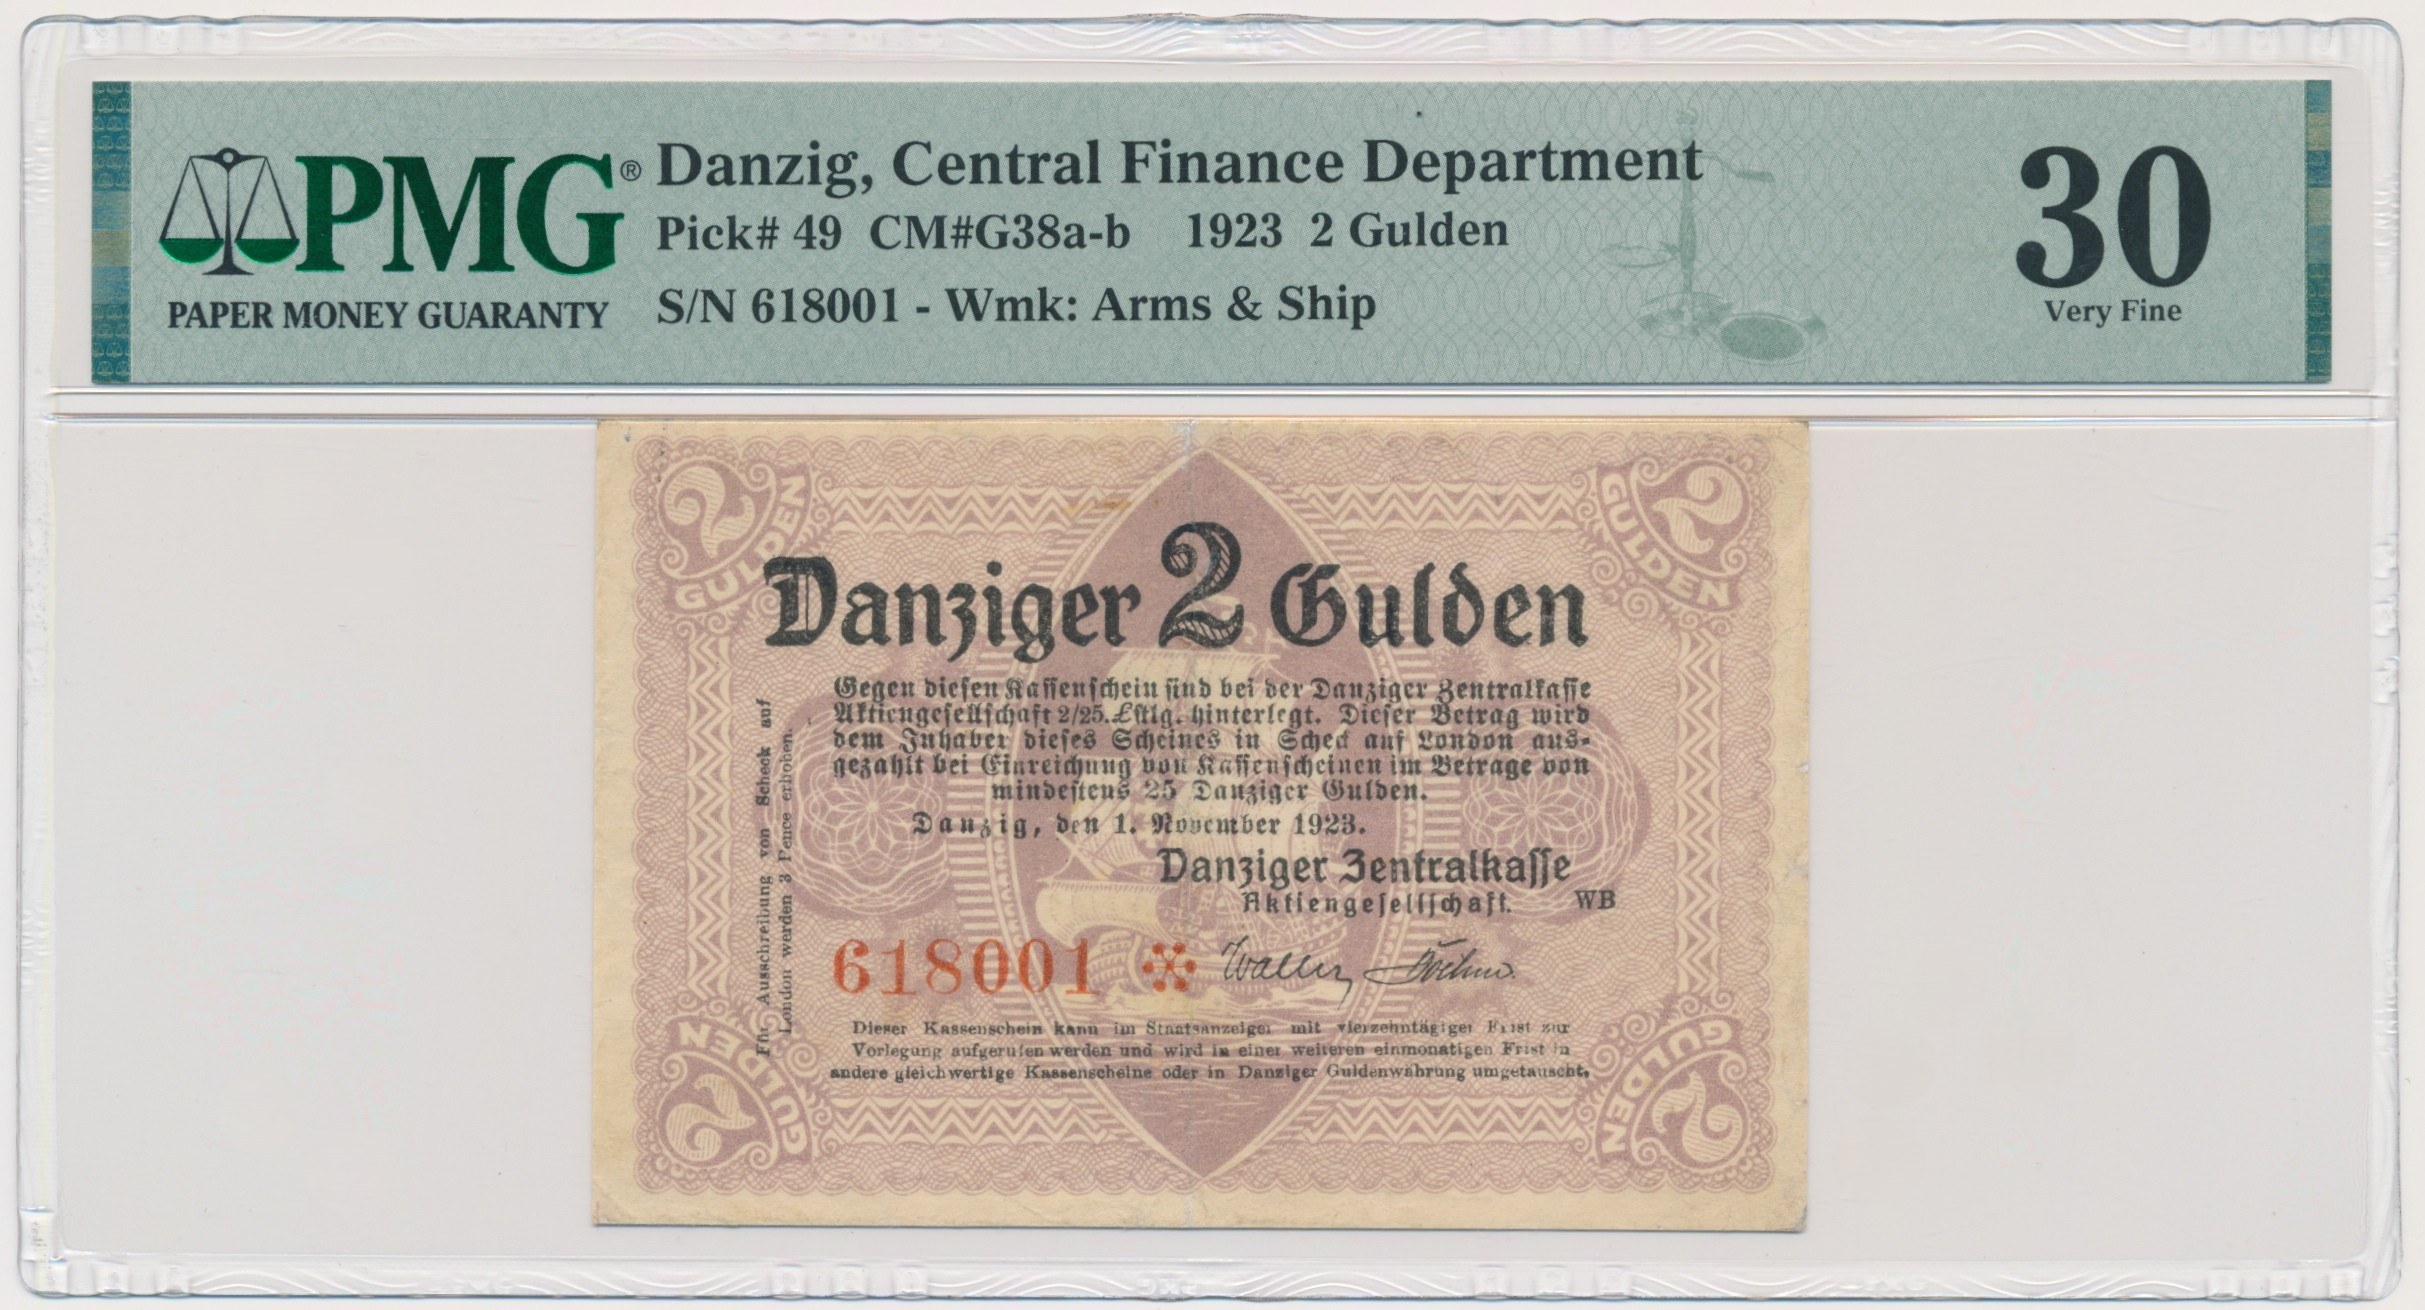 PMG®
PAPER MONEY GUARANTY
Danzig, Central Finance Department
Pick# 49 CM#G38a-b 1923 2 Gulden
S/N 618001 - Wmk: Arms & Ship
30
Very Fine
2 GULDEN
2 GULDEN
Danziger 2 Gulden
Gegen diesen Kassenschein sind bei der Danziger Zentralkasse
Aktiengesellschaft 2/25 £stlg. hinterlegt. Dieser Betrag wird
dem Inhaber dieses Scheines in Scheck auf London aus-
gezahlt bei Einreichung von Kassenscheinen im Betrage von
mindestens 25 Danziger Gulden.
Danzig, den 1. November 1923.
Danziger Zentralkasse
Aktiengesellschaft. WB
618001
Dieser Kassenschein kann im Staatsanzeiger mit vierzehntägiger Frist zur
Vorlegung aufgerufen werden und wird in einer weiteren einmonatigen Frist in
andere gleichwertige Kassenscheine oder in Danziger Guldenwährung umgetauscht.
Für Ausschreibung von Scheck auf
London werden 3 Pence erhoben.
2 GULDEN
2 GULDEN